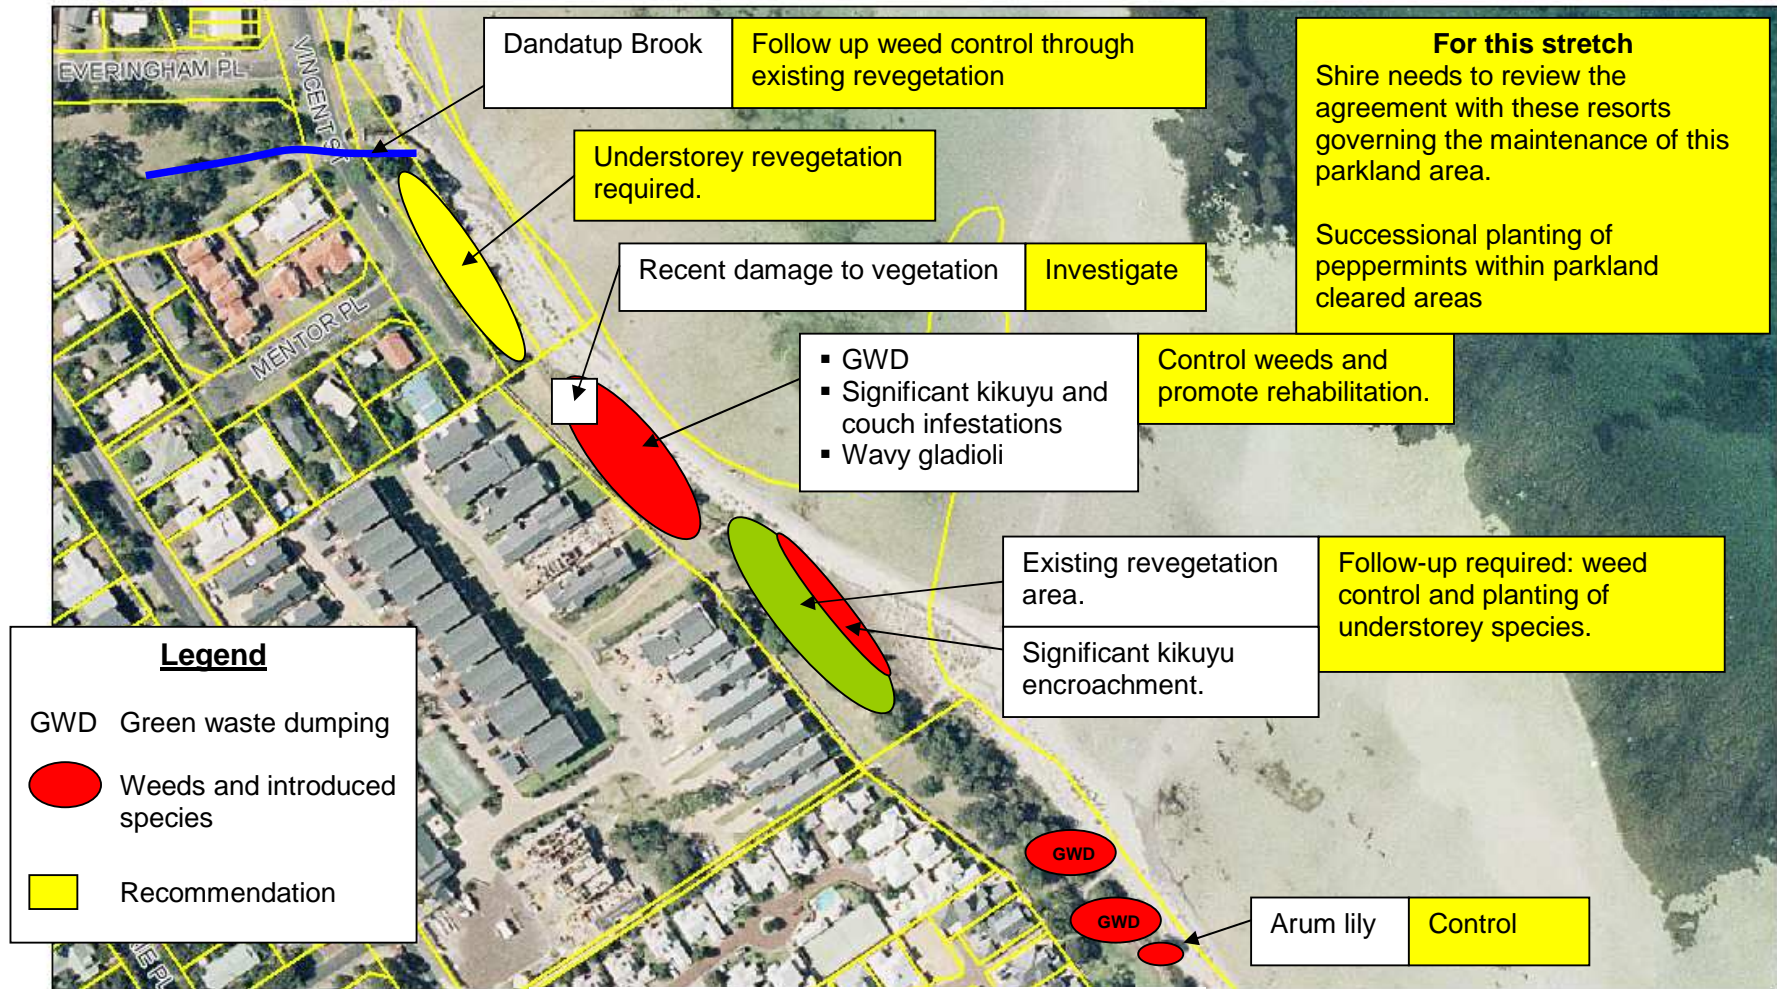 EVERINGHAM PL
VINCENT ST
Dandatup Brook
Follow up weed control through
existing revegetation
For this stretch
Shire needs to review the
agreement with these resorts
governing the maintenance of this
parkland area.
Successional planting of
peppermints within parkland
cleared areas
Understorey revegetation
required.
Recent damage to vegetation
Investigate
MENTOR PL
▪ GWD
▪ Significant kikuyu and
couch infestations
▪ Wavy gladioli
Control weeds and
promote rehabilitation.
Existing revegetation
area.
Significant kikuyu
encroachment.
Follow-up required: weed
control and planting of
understorey species.
Legend
GWD Green waste dumping
Weeds and introduced
species
Recommendation
GWD
GWD
Arum lily
Control
PL